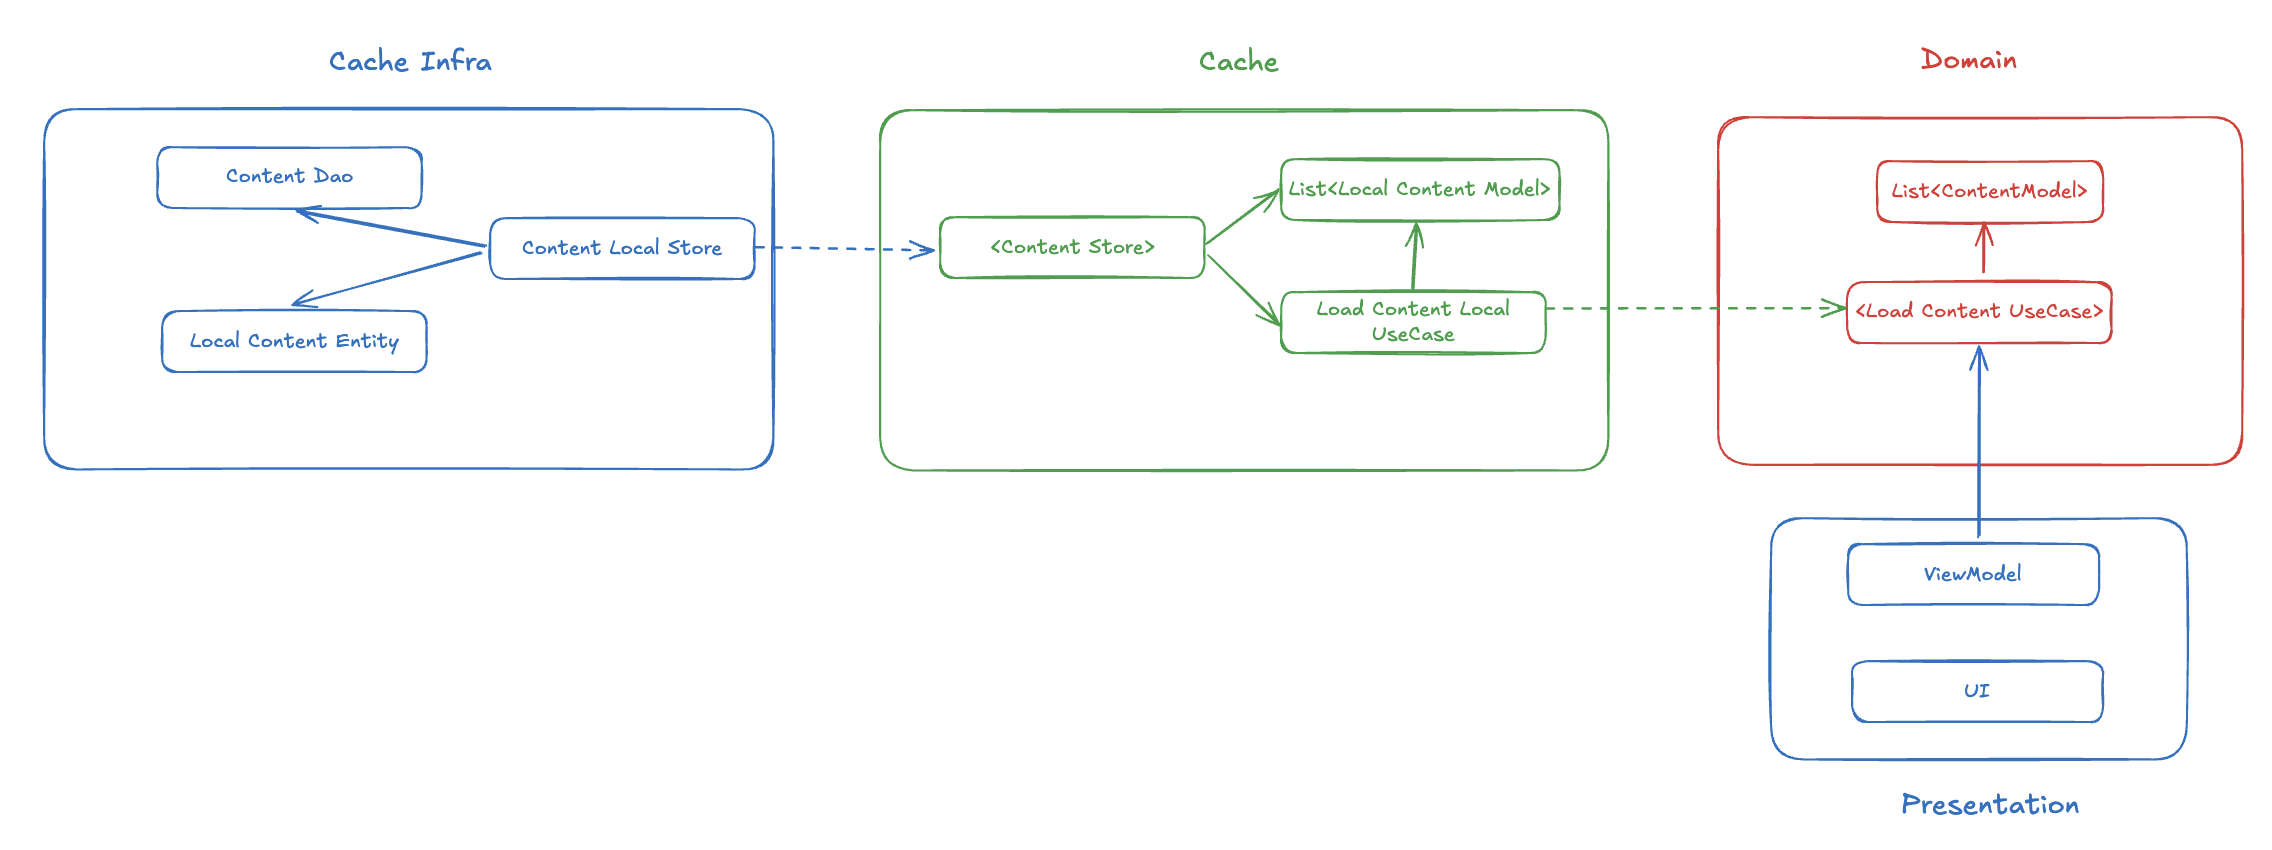 Cache Infra
Content Dao
Content Local Store
Local Content Entity
Cache
<Content Store>
List<Local Content Model>
Load Content Local
UseCase
Domain
List<ContentModel>
<Load Content UseCase>
ViewModel
UI
Presentation